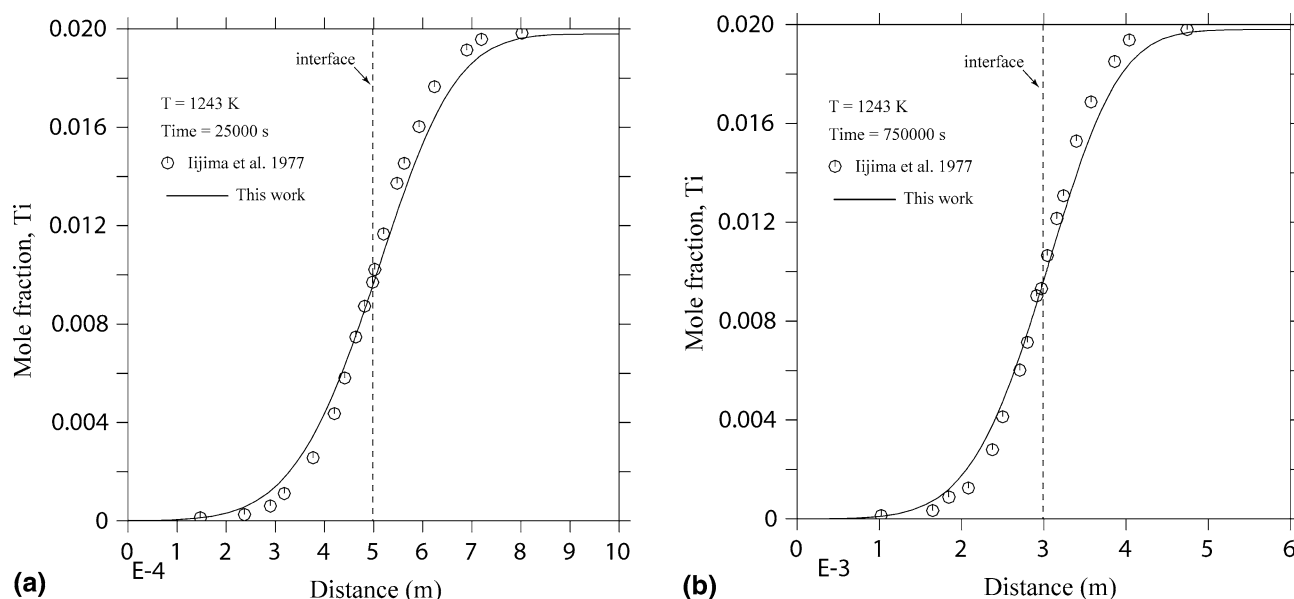 0.020
0.016
0.012
0.008
0.004
0
Mole fraction, Ti
interface
T = 1243 K
Time = 25000 s
Iijima et al. 1977
This work
0 1 2 3 4 5 6 7 8 9 10
E-4
Distance (m)
(a)
0.020
0.016
0.012
0.008
0.004
0
Mole fraction, Ti
interface
T = 1243 K
Time = 750000 s
Iijima et al. 1977
This work
0 1 2 3 4 5 6
E-3
Distance (m)
(b)